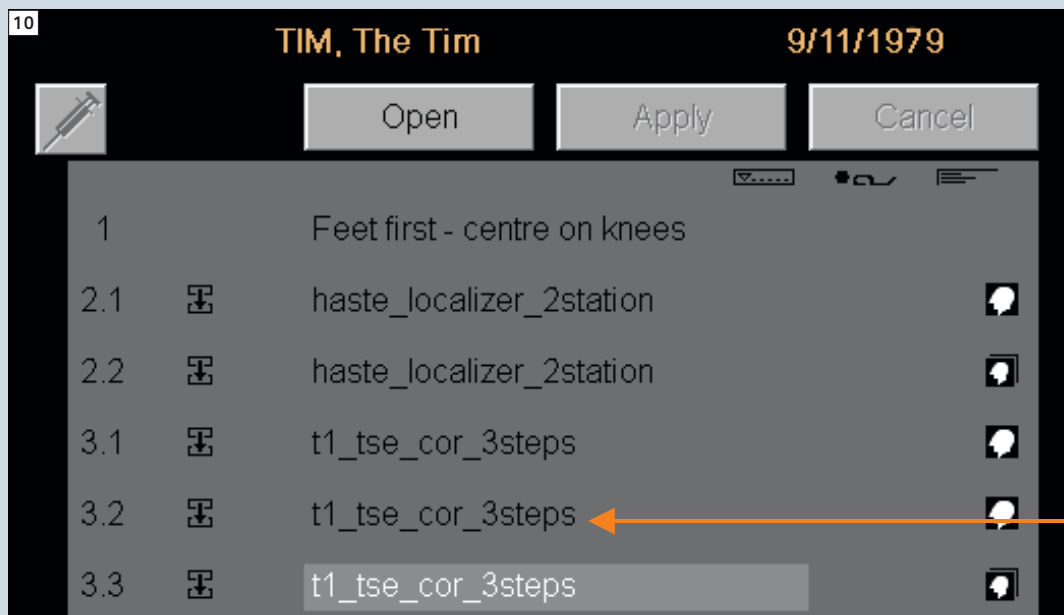 10
TIM, The Tim 9/11/1979
Open Apply Cancel
1 Feet first - centre on knees
2.1 haste_localizer_2station
2.2 haste_localizer_2station
3.1 t1_tse_cor_3steps
3.2 t1_tse_cor_3steps
3.3 t1_tse_cor_3steps